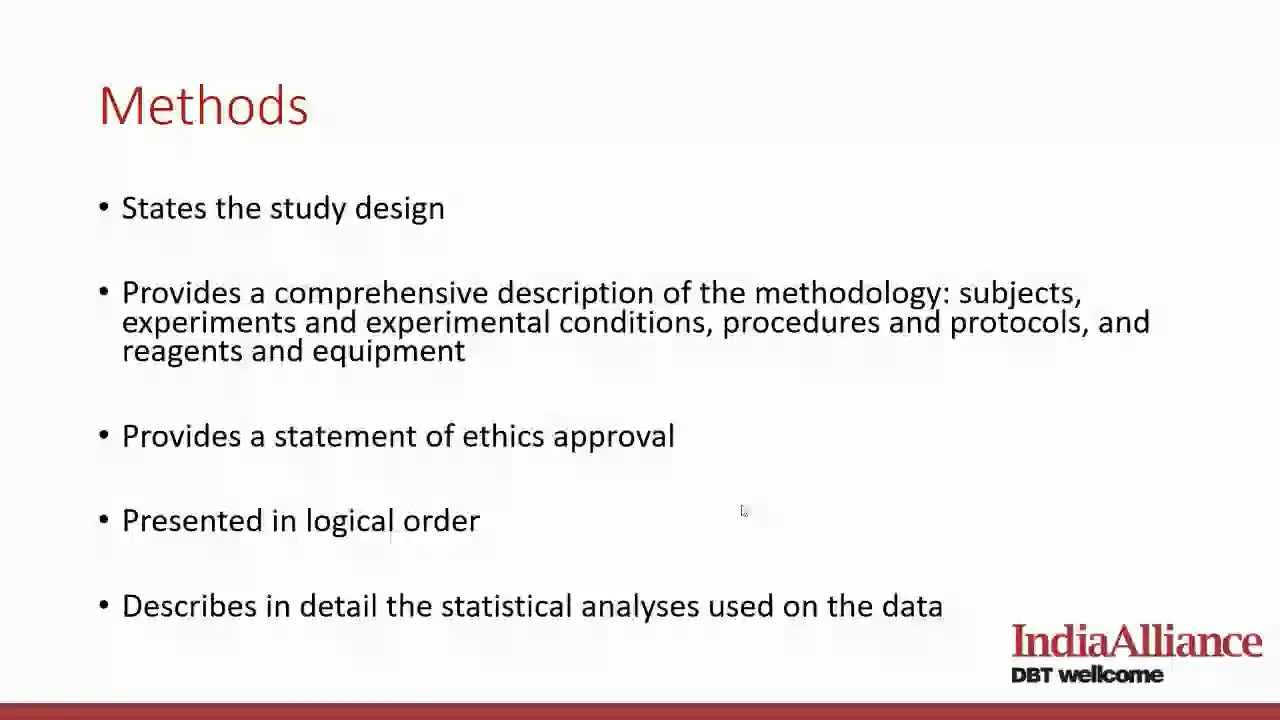 Methods
• States the study design
• Provides a comprehensive description of the methodology: subjects,
experiments and experimental conditions, procedures and protocols, and
reagents and equipment
• Provides a statement of ethics approval
• Presented in logical order
• Describes in detail the statistical analyses used on the data
IndiaAlliance
DBT wellcome